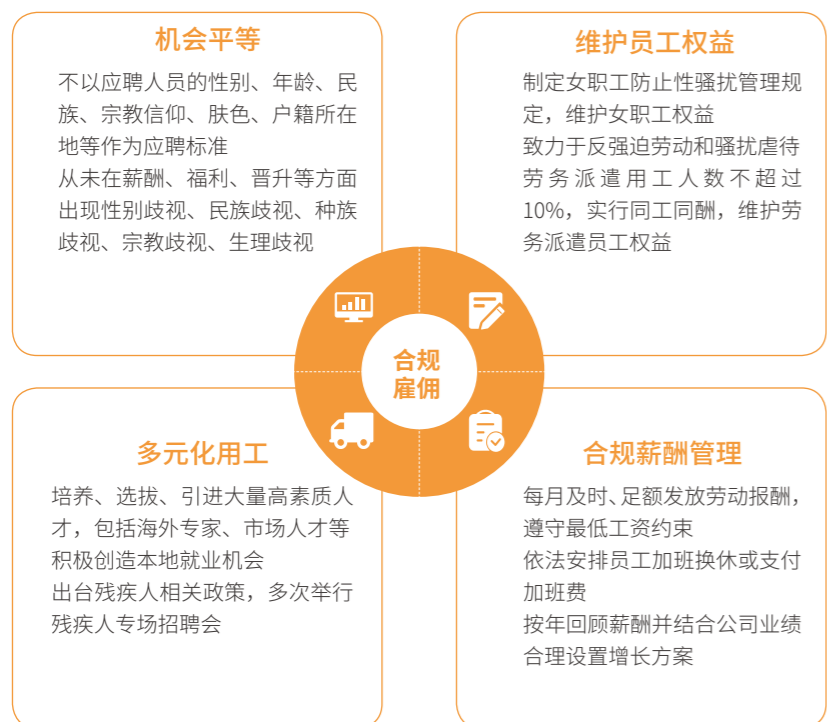 机会平等
不以应聘人员的性别、年龄、民
族、宗教信仰、肤色、户籍所在
地等作为应聘标准
从未在薪酬、福利、晋升等方面
出现性别歧视、民族歧视、种族
歧视、宗教歧视、生理歧视
维护员工权益
制定女职工防止性骚扰管理规
定，维护女职工权益
致力于反强迫劳动和骚扰虐待
劳务派遣用工人数不超过
10%，实行同工同酬，维护劳
务派遣员工权益
合规
雇佣
多元化用工
培养、选拔、引进大量高素质人
才，包括海外专家、市场人才等
积极创造本地就业机会
出台残疾人相关政策，多次举行
残疾人专场招聘会
合规薪酬管理
每月及时、足额发放劳动报酬，
遵守最低工资约束
依法安排员工加班换休或支付
加班费
按年回顾薪酬并结合公司业绩
合理设置增长方案